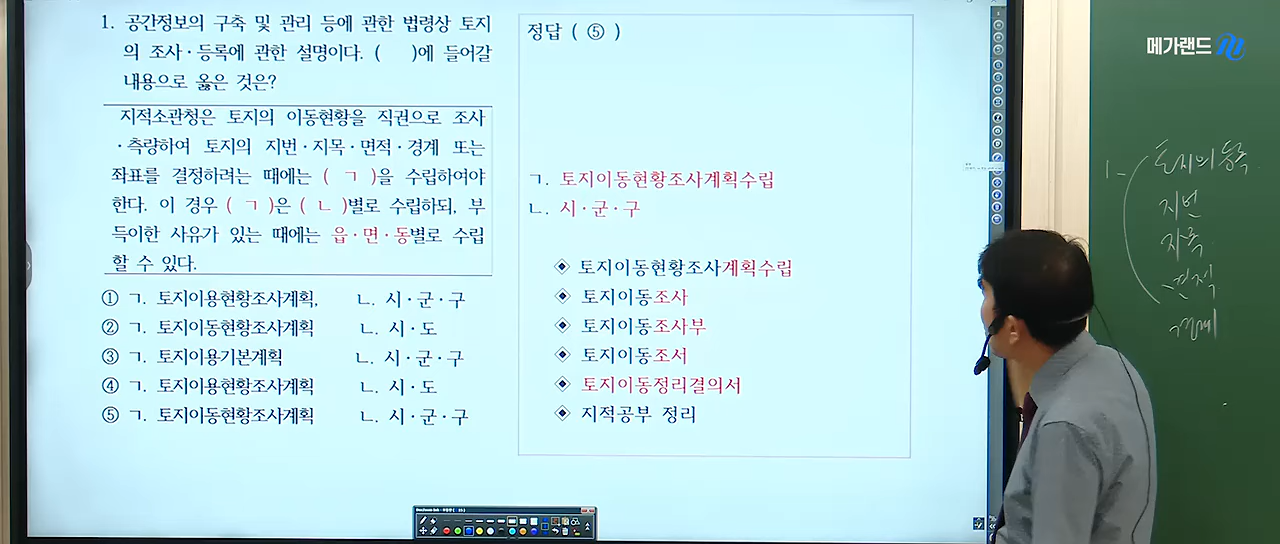 1. 공간정보의 구축 및 관리 등에 관한 법령상 토지
의 조사·등록에 관한 설명이다. ( )에 들어갈
내용으로 옳은 것은?
지적소관청은 토지의 이동현황을 직권으로 조사
·측량하여 토지의 지번·지목·면적·경계 또는
좌표를 결정하려는 때에는 ( ㄱ )을 수립하여야
한다. 이 경우 ( ㄱ )은 ( ㄴ )별로 수립하되, 부
득이한 사유가 있는 때에는 읍·면·동별로 수립
할 수 있다.
① ㄱ. 토지이용현황조사계획, ㄴ. 시·군·구
② ㄱ. 토지이동현황조사계획 ㄴ. 시·도
③ ㄱ. 토지이용기본계획 ㄴ. 시·군·구
④ ㄱ. 토지이용현황조사계획 ㄴ. 시·도
⑤ ㄱ. 토지이동현황조사계획 ㄴ. 시·군·구
정답 ( ⑤ )
ㄱ. 토지이동현황조사계획수립
ㄴ. 시·군·구
◈ 토지이동현황조사계획수립
◈ 토지이동조사
◈ 토지이동조사부
◈ 토지이동조서
◈ 토지이동정리결의서
◈ 지적공부 정리
메가랜드
1- 토지의 등록
지번
지목
면적
경계